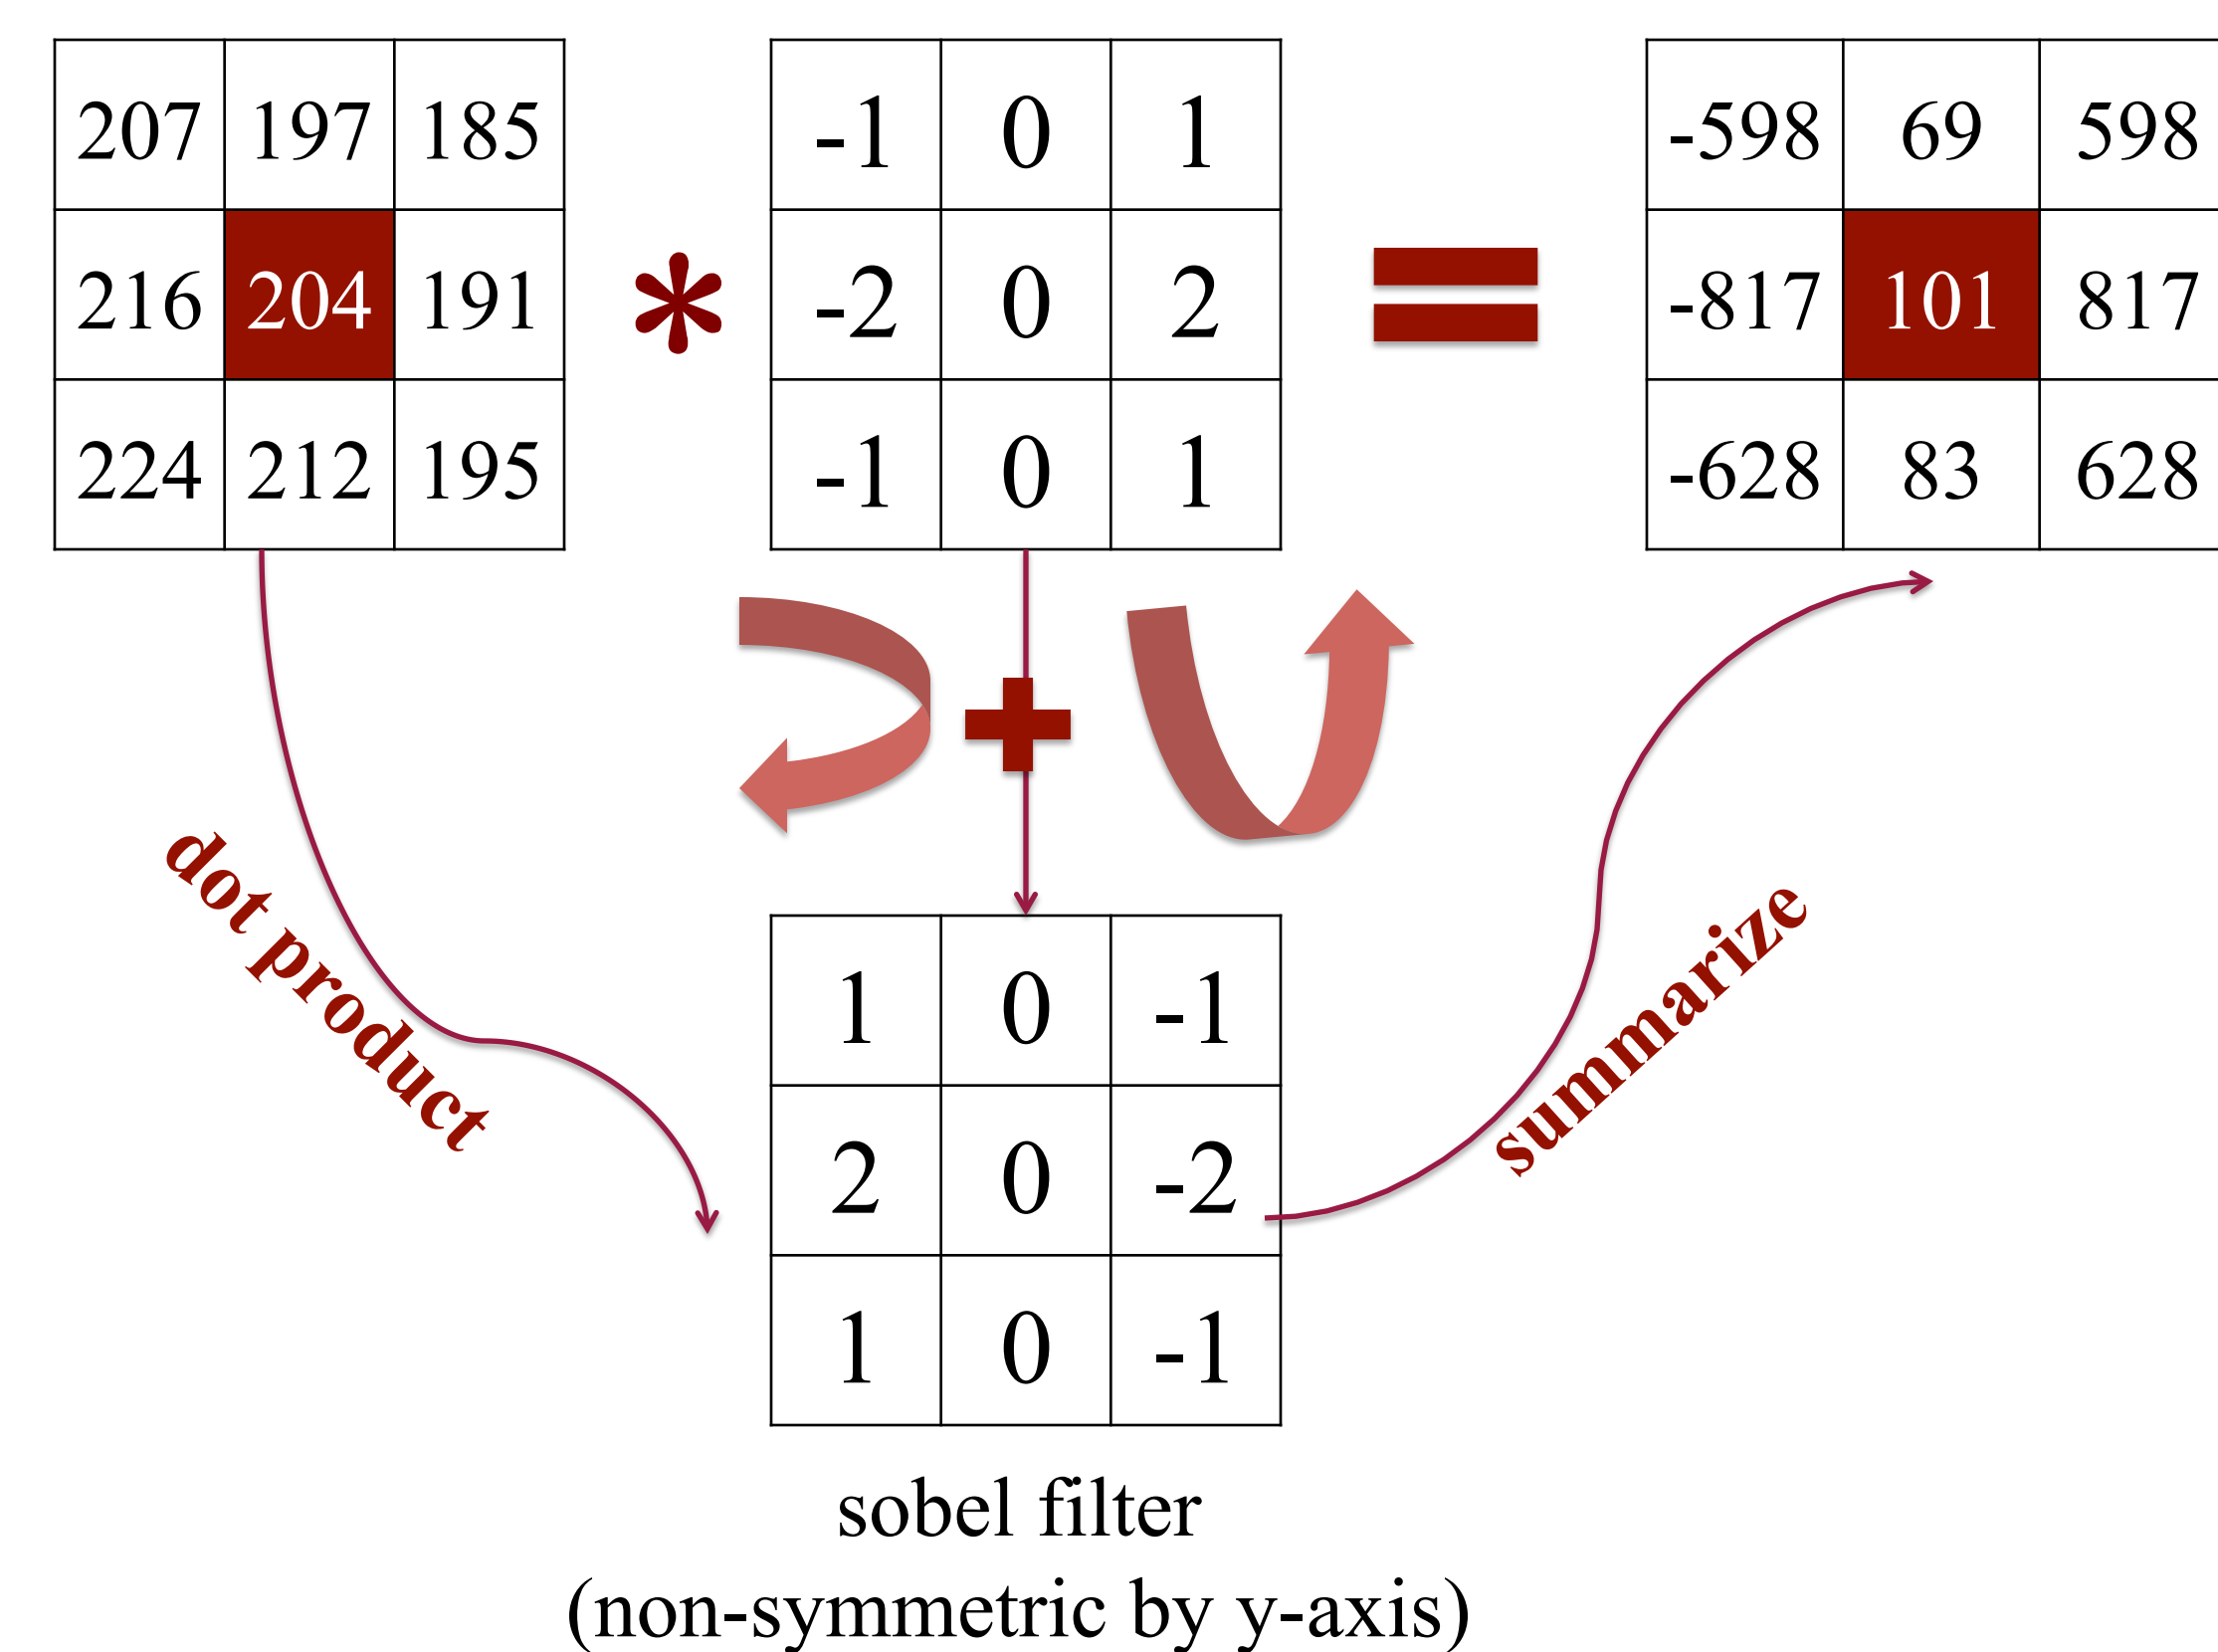 207 197 185
216 204 191
224 212 195
*
-1 0 1
-2 0 2
-1 0 1
=
-598 69 598
-817 101 817
-628 83 628
+
dot product
1 0 -1
2 0 -2
1 0 -1
summarize
sobel filter
(non-symmetric by y-axis)